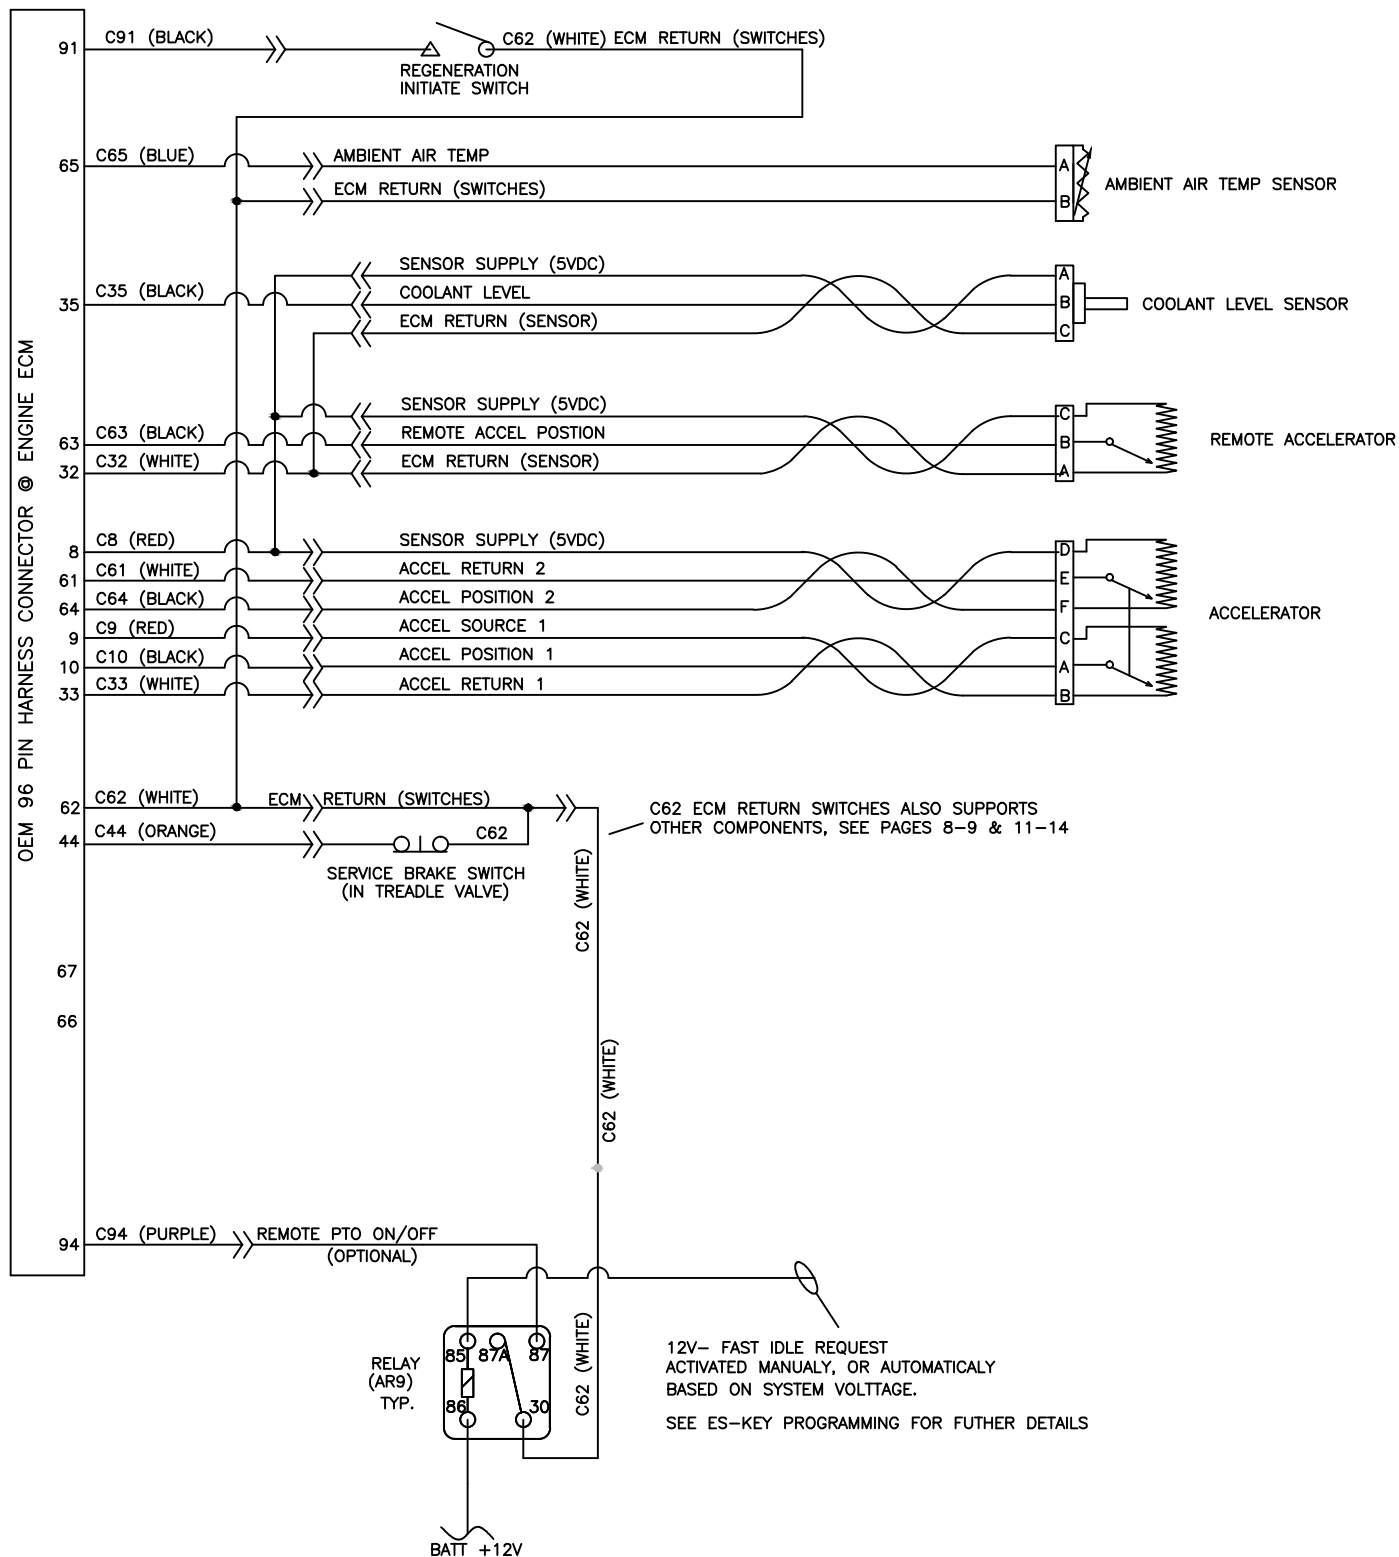 91
C91 (BLACK)
C62 (WHITE) ECM RETURN (SWITCHES)
REGENERATION
INITIATE SWITCH
65
C65 (BLUE)
AMBIENT AIR TEMP
A
ECM RETURN (SWITCHES)
B
AMBIENT AIR TEMP SENSOR
SENSOR SUPPLY (5VDC)
A
35
C35 (BLACK)
COOLANT LEVEL
B
COOLANT LEVEL SENSOR
ECM RETURN (SENSOR)
C
SENSOR SUPPLY (5VDC)
C
63
C63 (BLACK)
REMOTE ACCEL POSTION
B
REMOTE ACCELERATOR
32
C32 (WHITE)
ECM RETURN (SENSOR)
A
OEM 96 PIN HARNESS CONNECTOR @ ENGINE ECM
8
C8 (RED)
SENSOR SUPPLY (5VDC)
D
61
C61 (WHITE)
ACCEL RETURN 2
E
64
C64 (BLACK)
ACCEL POSITION 2
F
ACCELERATOR
9
C9 (RED)
ACCEL SOURCE 1
C
10
C10 (BLACK)
ACCEL POSITION 1
A
33
C33 (WHITE)
ACCEL RETURN 1
B
62
C62 (WHITE)
ECM RETURN (SWITCHES)
C62 ECM RETURN SWITCHES ALSO SUPPORTS
OTHER COMPONENTS, SEE PAGES 8-9 & 11-14
44
C44 (ORANGE)
C62
SERVICE BRAKE SWITCH
(IN TREADLE VALVE)
C62 (WHITE)
67
66
C62 (WHITE)
94
C94 (PURPLE)
REMOTE PTO ON/OFF
(OPTIONAL)
C62 (WHITE)
RELAY
(AR9)
TYP.
85
87A
87
86
30
12V- FAST IDLE REQUEST
ACTIVATED MANUALY, OR AUTOMATICALY
BASED ON SYSTEM VOLTTAGE.
SEE ES-KEY PROGRAMMING FOR FUTHER DETAILS
BATT +12V